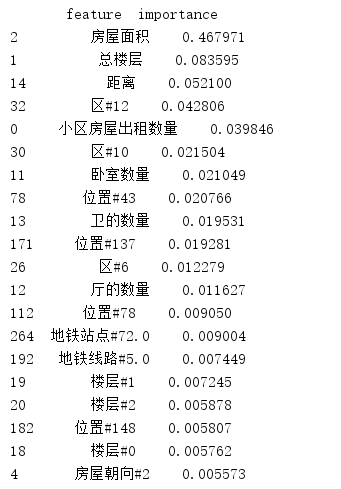 feature importance
2 房屋面积 0.467971
1 总楼层 0.083595
14 距离 0.052100
32 区#12 0.042806
0 小区房屋出租数量 0.039846
30 区#10 0.021504
11 卧室数量 0.021049
78 位置#43 0.020766
13 卫的数量 0.019531
171 位置#137 0.019281
26 区#6 0.012279
12 厅的数量 0.011627
112 位置#78 0.009050
264 地铁站点#72.0 0.009004
192 地铁线路#5.0 0.007449
19 楼层#1 0.007245
20 楼层#2 0.005878
182 位置#148 0.005807
18 楼层#0 0.005762
4 房屋朝向#2 0.005573